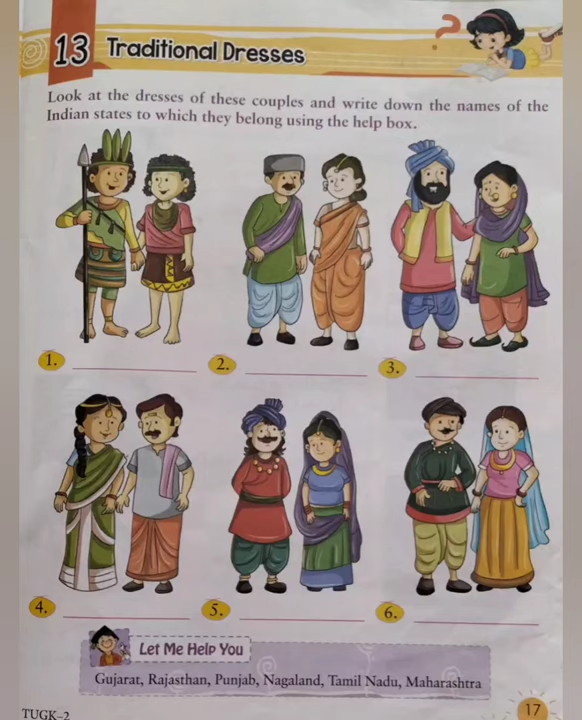 13 Traditional Dresses
Look at the dresses of these couples and write down the names of the
Indian states to which they belong using the help box.
1.
2.
3.
4.
5.
6.
Let Me Help You
Gujarat, Rajasthan, Punjab, Nagaland, Tamil Nadu, Maharashtra
TUGK–2
17